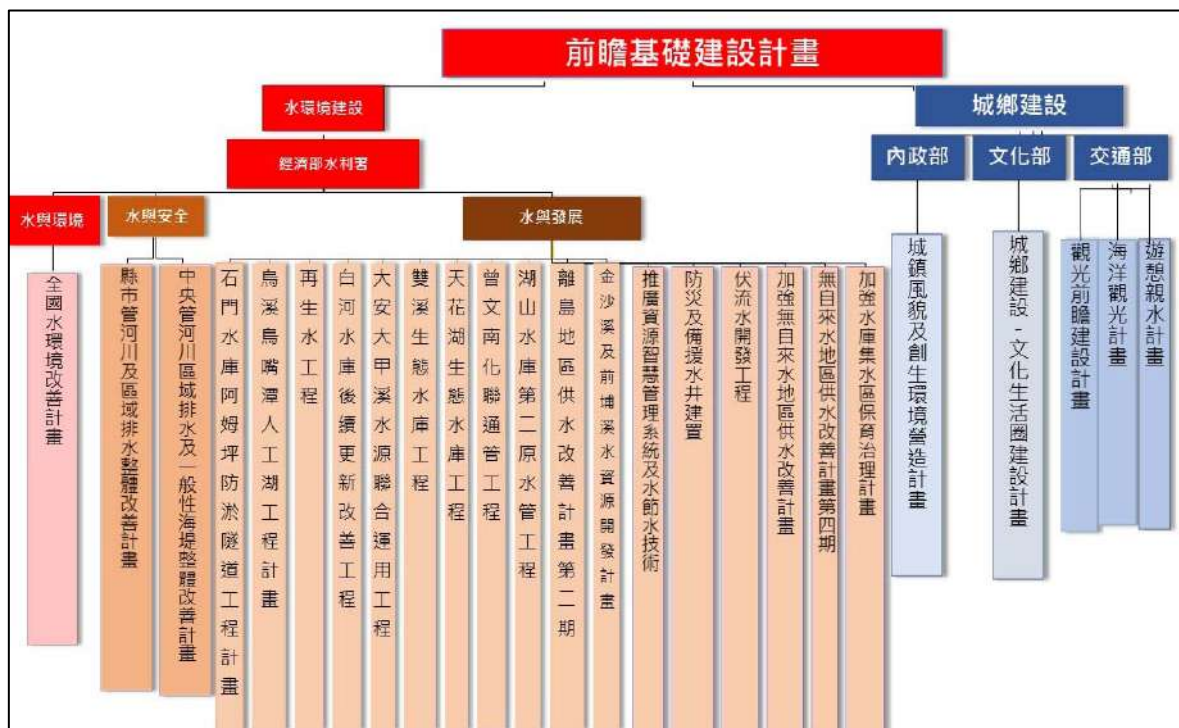 前瞻基礎建設計畫
水環境建設
城鄉建設
經濟部水利署
內政部
文化部
交通部
水與環境
水與安全
水與發展
全國水環境改善計畫
縣市管河川及區域排水整體改善計畫
中央管河川區域排水及一般性海堤整體改善計畫
石門水庫阿姆坪防淤隧道工程計畫
烏溪鳥嘴潭人工湖工程計畫
再生水工程
白河水庫後續更新改善工程
大安大甲溪水源聯合運用工程
雙溪生態水庫工程
天花湖生態水庫工程
曾文南化聯通管工程
湖山水庫第二原水管工程
離島地區供水改善計畫第二期
金沙溪及前埔溪水資源開發計畫
推廣資源智慧管理系統及水節水技術
防災及備援水井建置
伏流水開發工程
加強無自來水地區供水改善計畫
無自來水地區供水改善計畫第四期
加強水庫集水區保育治理計畫
城鎮風貌及創生環境營造計畫
城鄉建設-文化生活圈建設計畫
觀光前瞻建設計畫
海洋觀光計畫
遊憩親水計畫